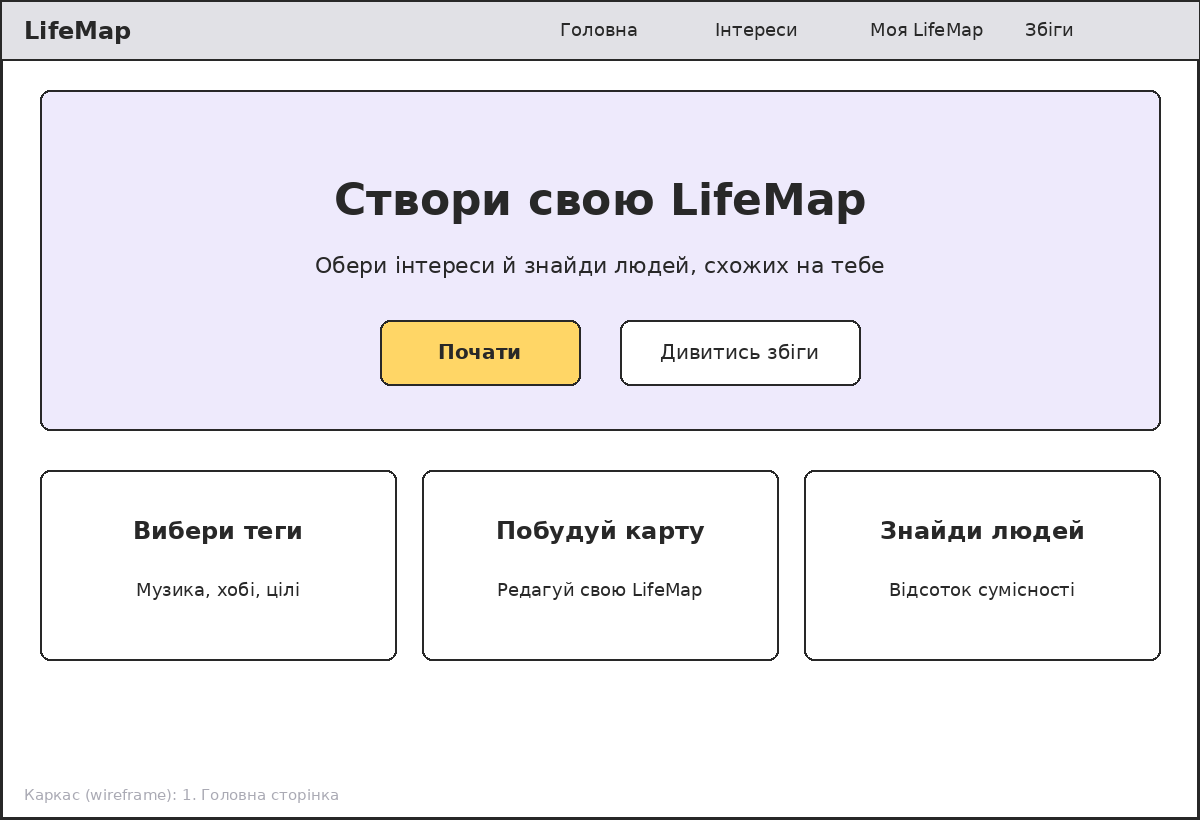 LifeMap Головна Інтереси Моя LifeMap Збіги
Створи свою LifeMap
Обери інтереси й знайди людей, схожих на тебе
Почати Дивитись збіги
Вибери теги Побудуй карту Знайди людей
Музика, хобі, цілі Редагуй свою LifeMap Відсоток сумісності
Каркас (wireframe): 1. Головна сторінка